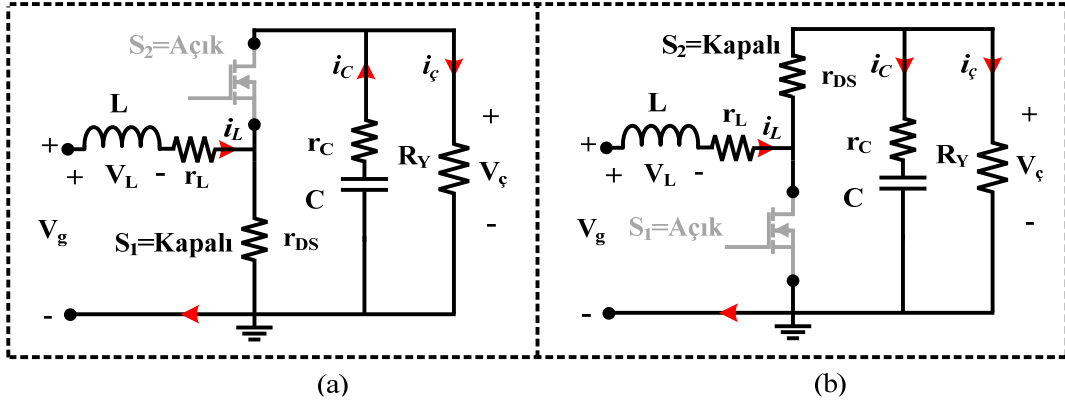 S₂=Açık
i_C
i_ç
L
i_L
+
+
V_L
-
r_L
r_C
R_Y
+
V_ç
-
C
V_g
S₁=Kapalı
r_DS
-
(a)
S₂=Kapalı
r_DS
i_C
i_ç
L
r_L
i_L
+
+
V_L
-
r_C
R_Y
+
V_ç
-
C
V_g
S₁=Açık
-
(b)